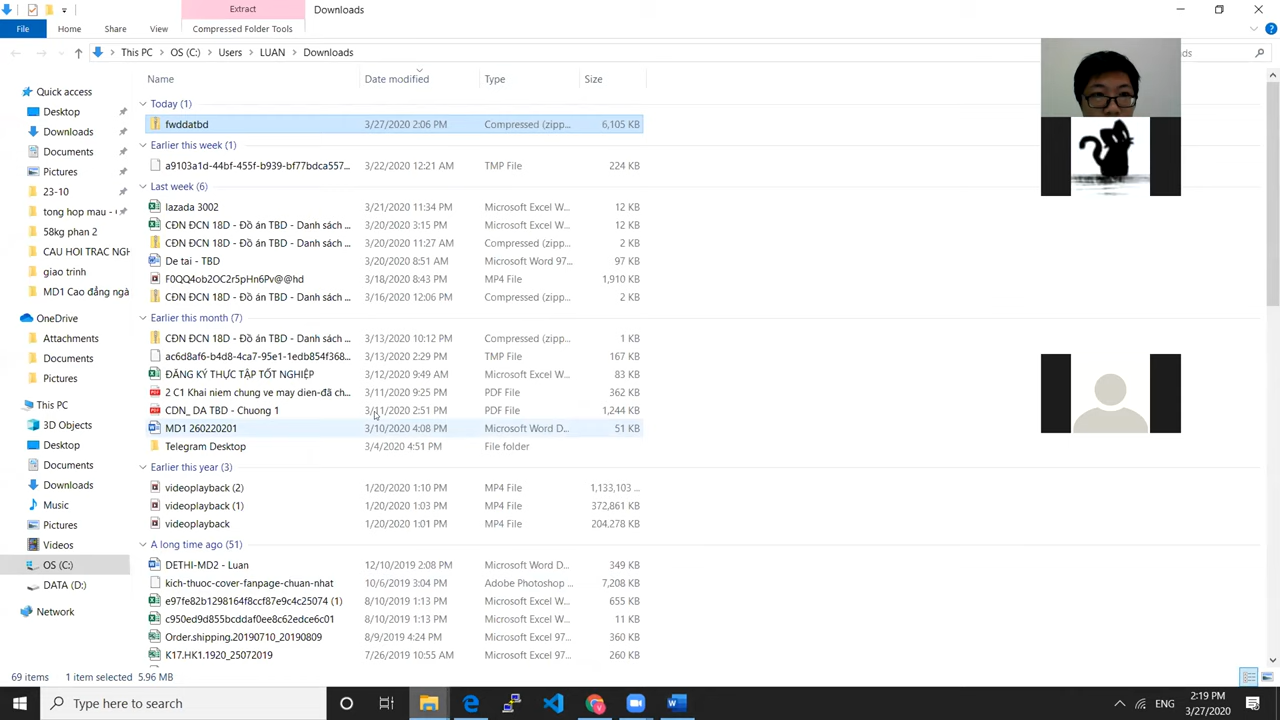 Extract
Downloads
File
Home
Share
View
Compressed Folder Tools
This PC
OS (C:)
Users
LUAN
Downloads
ds
Name
Date modified
Type
Size
Quick access
Desktop
Downloads
Documents
Pictures
23-10
tong hop mau -
58kg phan 2
CAU HOI TRAC NGH
giao trinh
MD1 Cao đẳng ngà
OneDrive
Attachments
Documents
Pictures
This PC
3D Objects
Desktop
Documents
Downloads
Music
Pictures
Videos
OS (C:)
DATA (D:)
Network
Today (1)
fwddatbd 3/27/2020 2:06 PM Compressed (zipp... 6,105 KB
Earlier this week (1)
a9103a1d-44bf-455f-b939-bf77bdca557... 3/22/2020 12:21 AM TMP File 224 KB
Last week (6)
lazada 3002 3/21/2020 11:34 PM Microsoft Excel W... 12 KB
CĐN ĐCN 18D - Đồ án TBD - Danh sách ... 3/20/2020 3:15 PM Microsoft Excel W... 12 KB
CĐN ĐCN 18D - Đồ án TBD - Danh sách ... 3/20/2020 11:27 AM Compressed (zipp... 2 KB
De tai - TBD 3/20/2020 8:51 AM Microsoft Word 97... 97 KB
F0QQ4ob2OC2r5pHn6Pv@@hd 3/18/2020 8:43 PM MP4 File 1,910 KB
CĐN ĐCN 18D - Đồ án TBD - Danh sách ... 3/16/2020 12:06 PM Compressed (zipp... 2 KB
Earlier this month (7)
CĐN ĐCN 18D - Đồ án TBD - Danh sách ... 3/13/2020 10:12 PM Compressed (zipp... 1 KB
ac6d8af6-b4d8-4ca7-95e1-1edb854f368... 3/13/2020 2:29 PM TMP File 167 KB
ĐĂNG KÝ THỰC TẬP TỐT NGHIỆP 3/12/2020 9:49 AM Microsoft Excel W... 83 KB
2 C1 Khai niem chung ve may dien-đã ch... 3/11/2020 9:25 PM PDF File 362 KB
CDN_ DA TBD - Chuong 1 3/11/2020 2:51 PM PDF File 1,244 KB
MD1 260220201 3/10/2020 4:08 PM Microsoft Word D... 51 KB
Telegram Desktop 3/4/2020 4:51 PM File folder
Earlier this year (3)
videoplayback (2) 1/20/2020 1:10 PM MP4 File 1,133,103 ...
videoplayback (1) 1/20/2020 1:03 PM MP4 File 372,861 KB
videoplayback 1/20/2020 1:01 PM MP4 File 204,278 KB
A long time ago (51)
DETHI-MD2 - Luan 12/10/2019 2:08 PM Microsoft Word D... 349 KB
kich-thuoc-cover-fanpage-chuan-nhat 10/6/2019 3:04 PM Adobe Photoshop ... 7,208 KB
e97fe82b1298164f8ccf87e9c4c25074 (1) 8/10/2019 1:13 PM Microsoft Excel W... 655 KB
c950ed9d855bcddaf0ee8c62edce6c01 8/10/2019 1:13 PM Microsoft Excel W... 11 KB
Order.shipping.20190710_20190809 8/9/2019 4:24 PM Microsoft Excel 97... 360 KB
K17.HK1.1920_25072019 7/26/2019 10:55 AM Microsoft Excel 97... 260 KB
69 items
1 item selected 5.96 MB
Type here to search
ENG
2:19 PM
3/27/2020